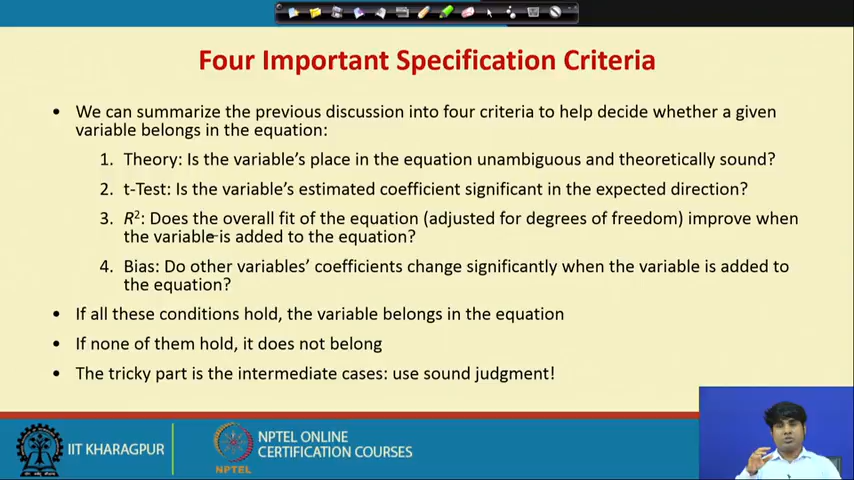 Four Important Specification Criteria
• We can summarize the previous discussion into four criteria to help decide whether a given
variable belongs in the equation:
1. Theory: Is the variable's place in the equation unambiguous and theoretically sound?
2. t-Test: Is the variable's estimated coefficient significant in the expected direction?
3. R²: Does the overall fit of the equation (adjusted for degrees of freedom) improve when
the variable is added to the equation?
4. Bias: Do other variables' coefficients change significantly when the variable is added to
the equation?
• If all these conditions hold, the variable belongs in the equation
• If none of them hold, it does not belong
• The tricky part is the intermediate cases: use sound judgment!
IIT KHARAGPUR
NPTEL
NPTEL ONLINE
CERTIFICATION COURSES